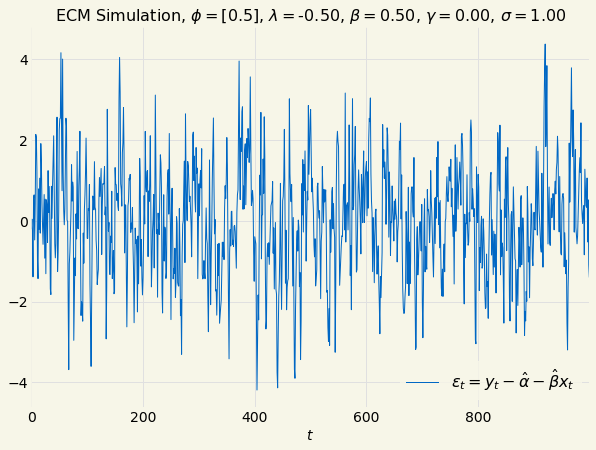 ECM Simulation, $\phi = [0.5]$, $\lambda =$-0.50, $\beta = 0.50$, $\gamma = 0.00$, $\sigma = 1.00$
4
2
0
−2
−4
$\varepsilon_t = y_t - \hat{\alpha} - \hat{\beta} x_t$
0 200 400 600 800
t